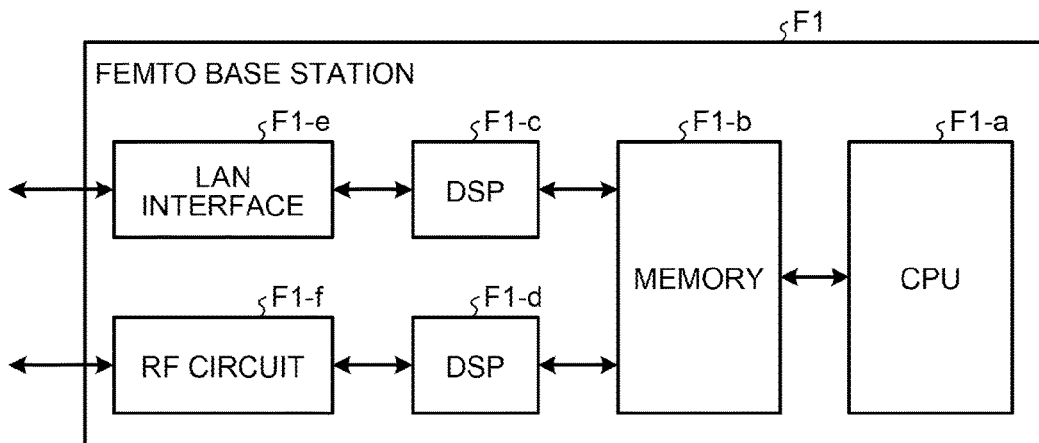 F1
FEMTO BASE STATION
F1-e
F1-c
F1-b
F1-a
LAN
INTERFACE
DSP
MEMORY
CPU
F1-f
F1-d
RF CIRCUIT
DSP